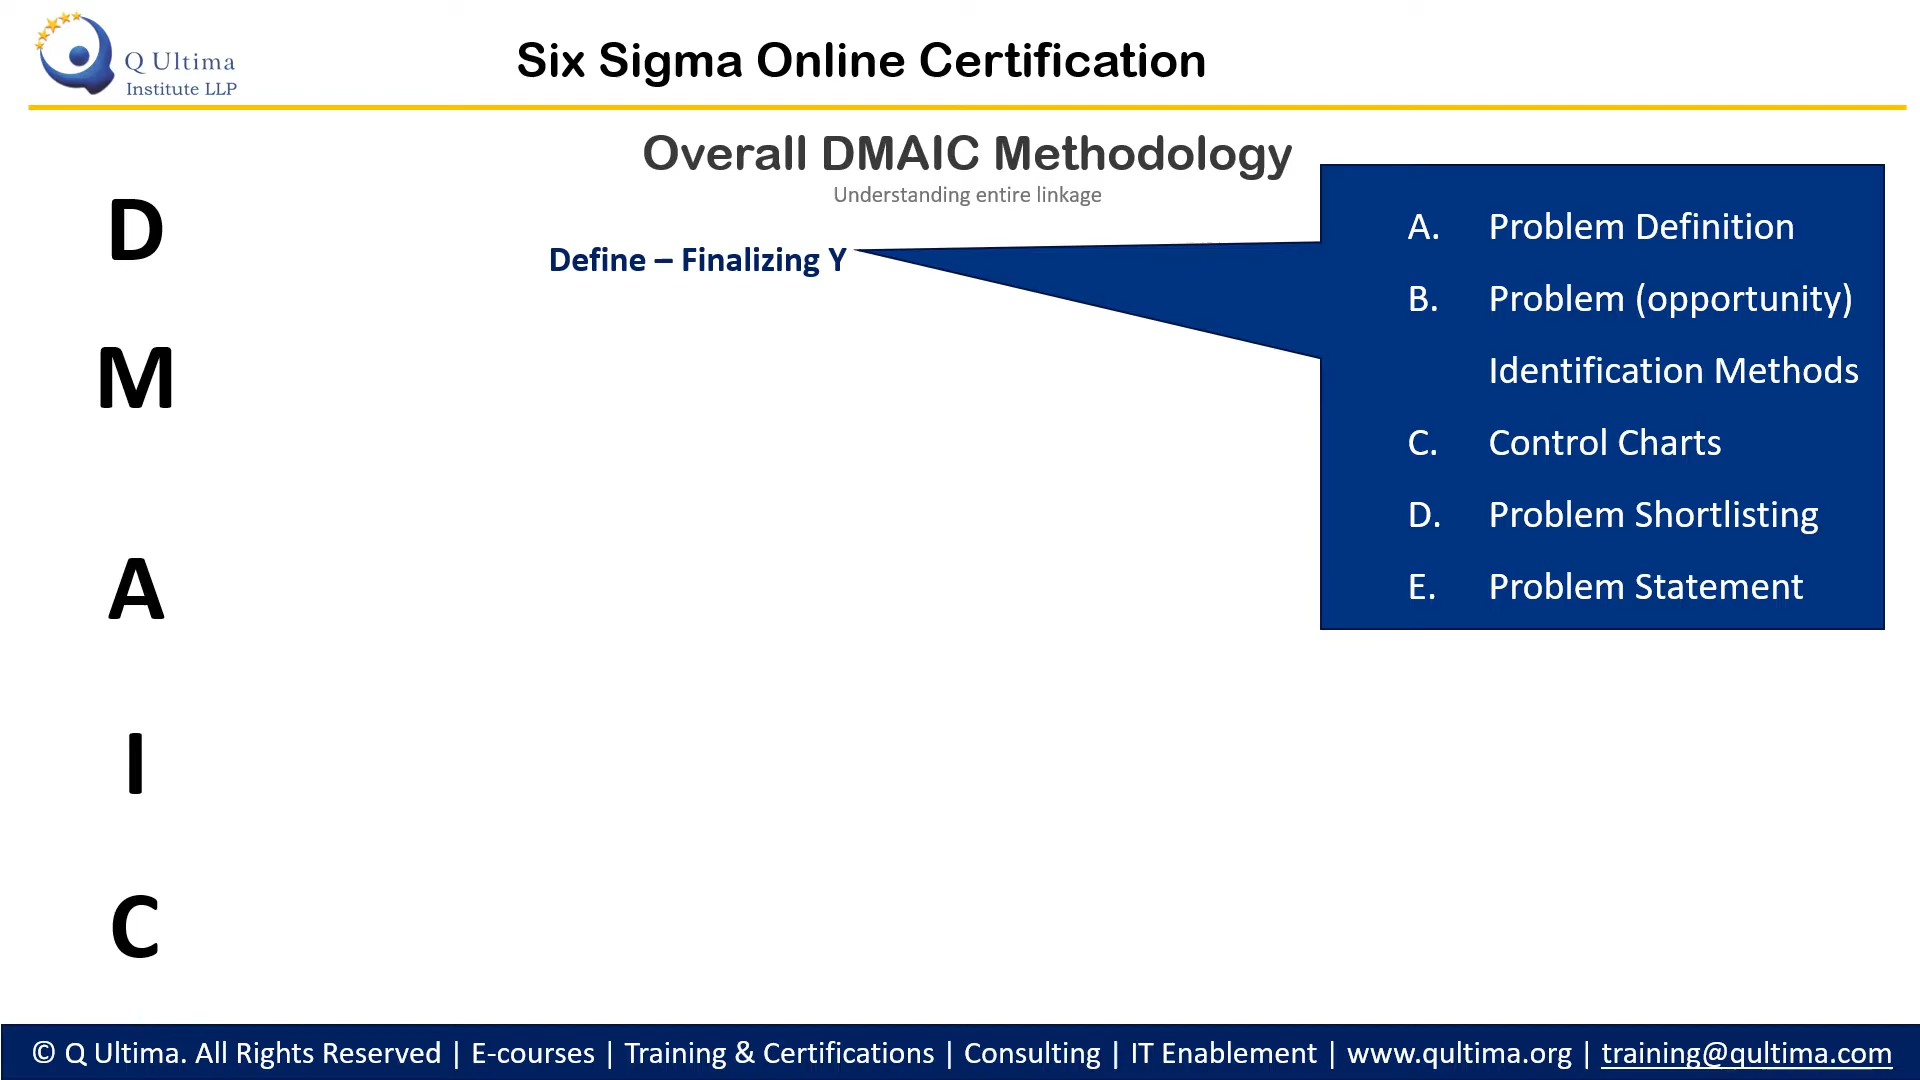 Q Ultima
Institute LLP
Six Sigma Online Certification
Overall DMAIC Methodology
Understanding entire linkage
D
M
A
I
C
Define – Finalizing Y
A. Problem Definition
B. Problem (opportunity)
Identification Methods
C. Control Charts
D. Problem Shortlisting
E. Problem Statement
© Q Ultima. All Rights Reserved | E-courses | Training & Certifications | Consulting | IT Enablement | www.qultima.org | training@qultima.com